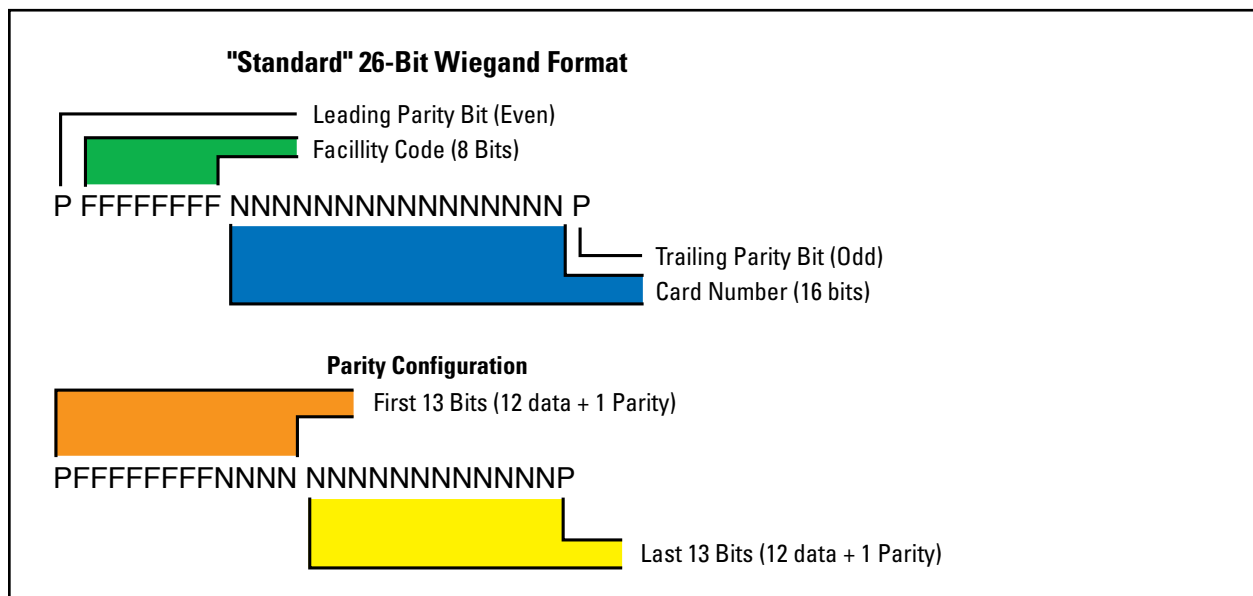 "Standard" 26-Bit Wiegand Format
Leading Parity Bit (Even)
Facillity Code (8 Bits)
P FFFFFFFF NNNNNNNNNNNNNNNN P
Trailing Parity Bit (Odd)
Card Number (16 bits)
Parity Configuration
First 13 Bits (12 data + 1 Parity)
PFFFFFFFFNNNN NNNNNNNNNNNNP
Last 13 Bits (12 data + 1 Parity)